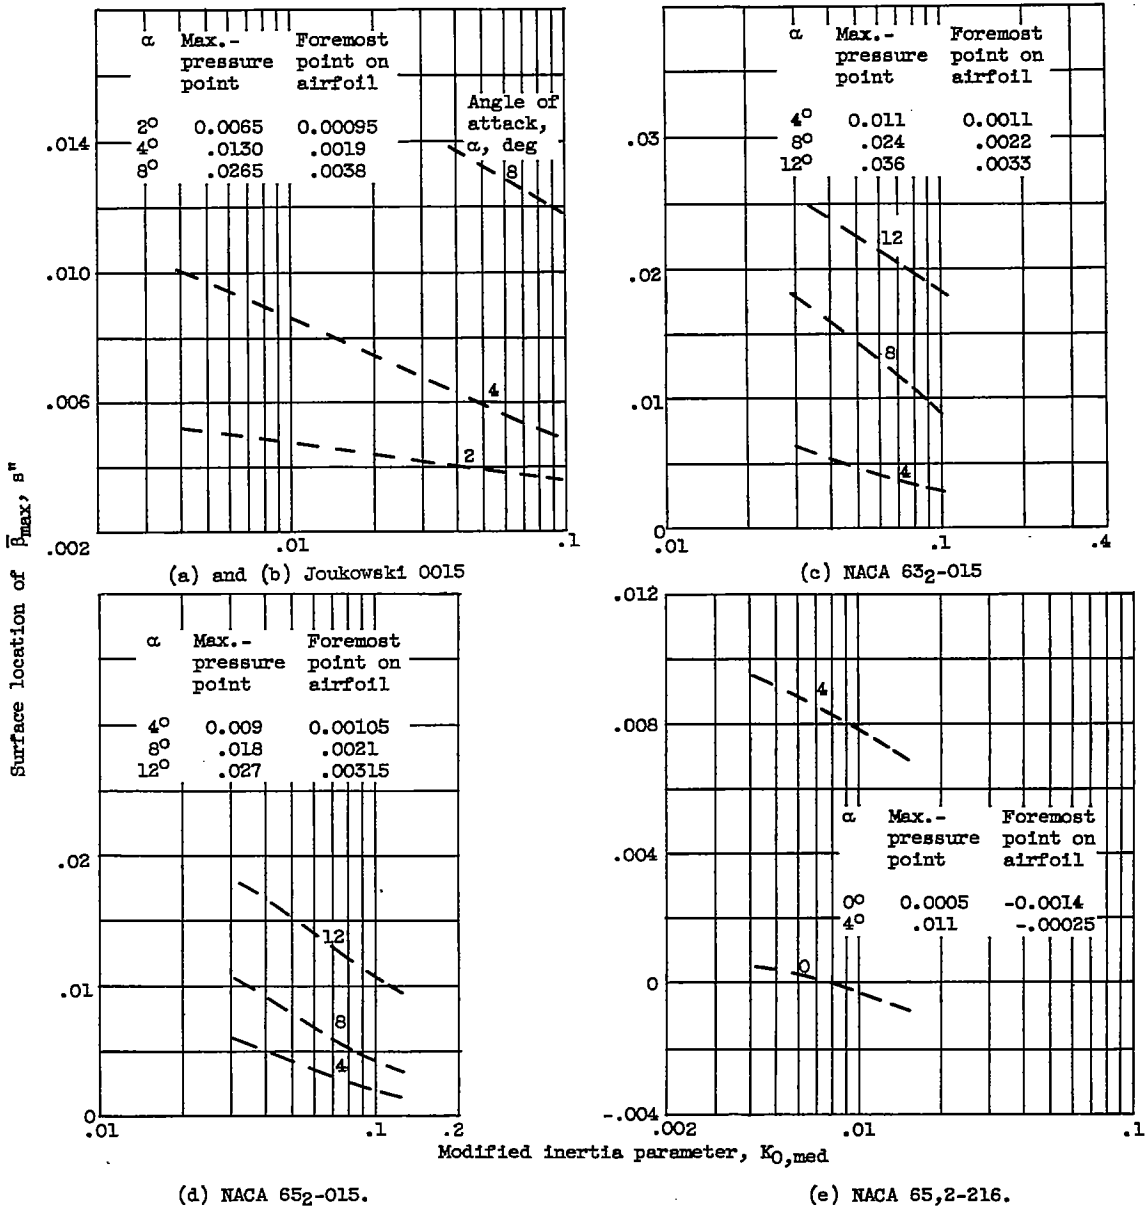 α Max.- Foremost
pressure point on
point airfoil
2° 0.0065 0.00095
4° .0130 .0019
8° .0265 .0038
Angle of
attack,
α, deg
.014
.010
.006
.002
8
4
2
.01 .1
(a) and (b) Joukowski 0015
α Max.- Foremost
pressure point on
point airfoil
4° 0.011 0.0011
8° .024 .0022
12° .036 .0033
.03
.02
.01
0
12
8
4
.01 .1 .4
(c) NACA 63₂-015
Surface location of β̅max, s"
α Max.- Foremost
pressure point on
point airfoil
4° 0.009 0.00105
8° .018 .0021
12° .027 .00315
.02
.01
0
12
8
4
.01 .1 .2
.012
.008
.004
0
-.004
4
α Max.- Foremost
pressure point on
point airfoil
0° 0.0005 -0.0014
4° .011 -.00025
0
.002 .01 .1
Modified inertia parameter, K₀,med
(d) NACA 65₂-015.
(e) NACA 65,2-216.